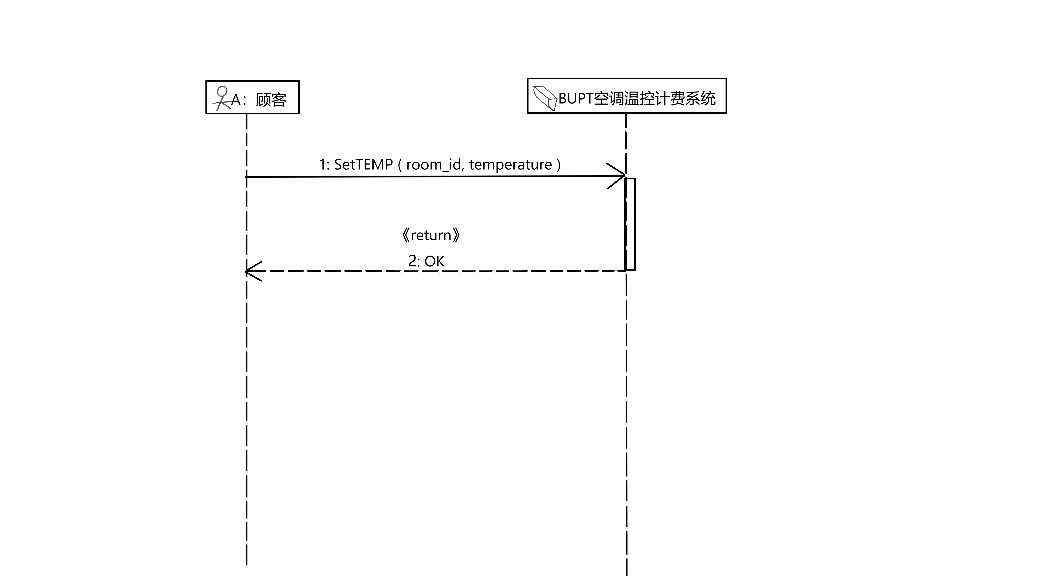 A：顾客
BUPT空调温控计费系统
1: SetTEMP ( room_id, temperature )
《return》
2: OK